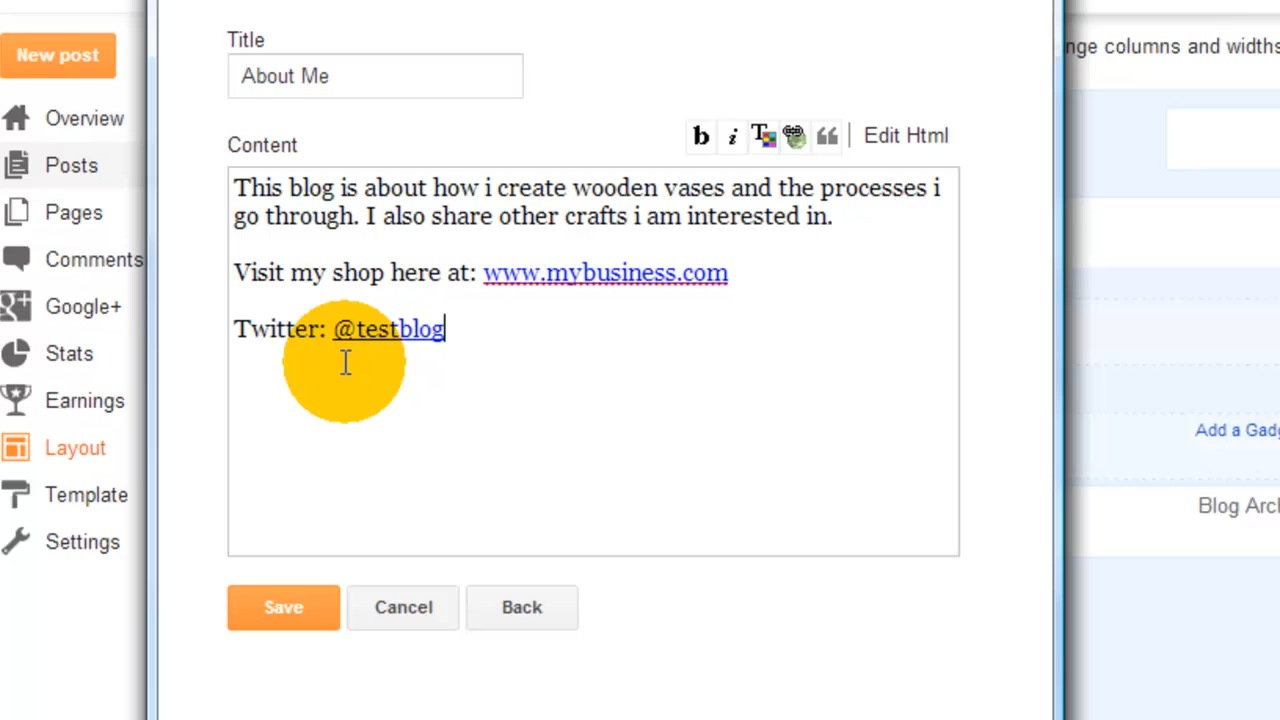 Title
nge columns and widths
New post
About Me
Overview
Content
b i T Edit Html
Posts
This blog is about how i create wooden vases and the processes i
go through. I also share other crafts i am interested in.
Pages
Comments
Visit my shop here at: www.mybusiness.com
Google+
Twitter: @testblog
Stats
Earnings
Add a Gadg
Layout
Template
Blog Arc
Settings
Save
Cancel
Back